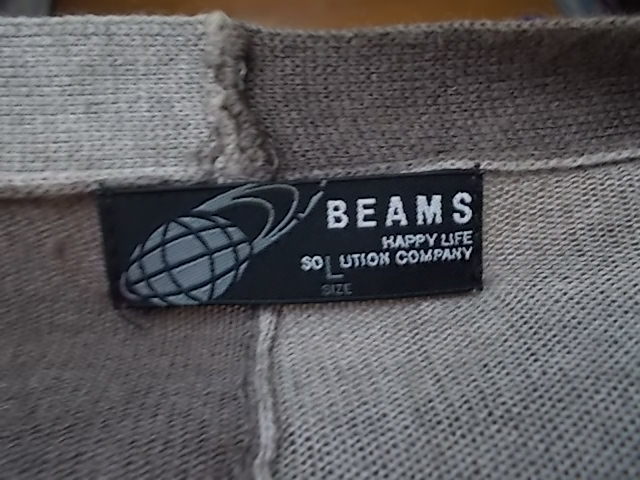 BEAMS
HAPPY LIFE
SOLUTION COMPANY
SIZE